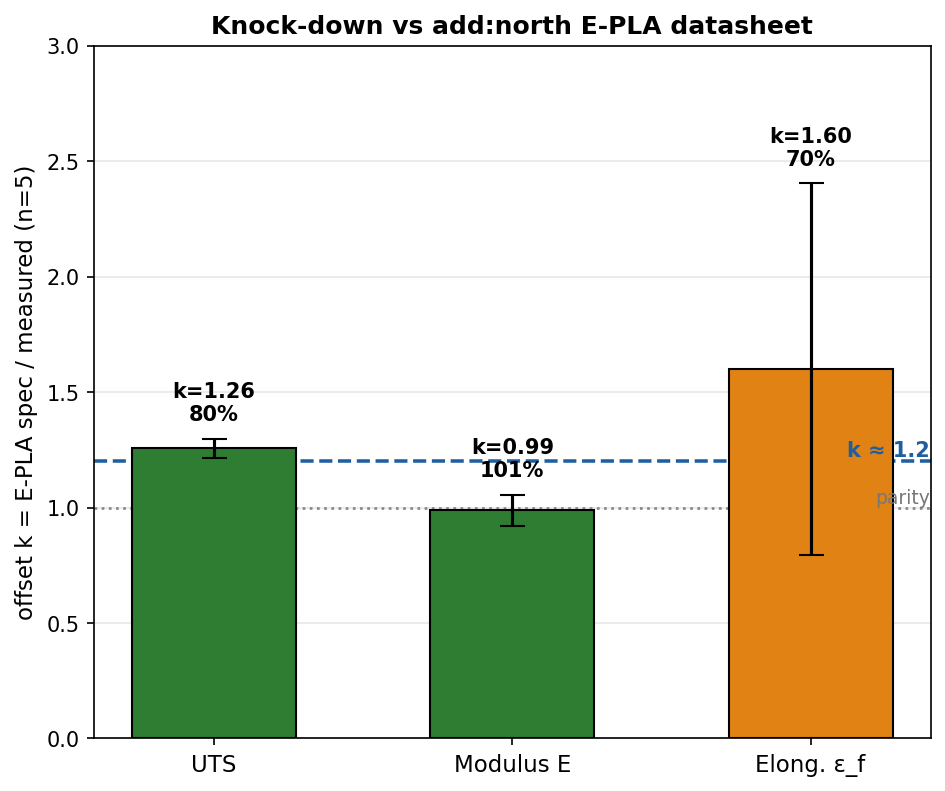 Knock-down vs add:north E-PLA datasheet
offset k = E-PLA spec / measured (n=5)
3.0
2.5
2.0
1.5
1.0
0.5
0.0
k=1.26
80%
k=0.99
101%
k=1.60
70%
k ≈ 1.2
parity
UTS
Modulus E
Elong. ε_f